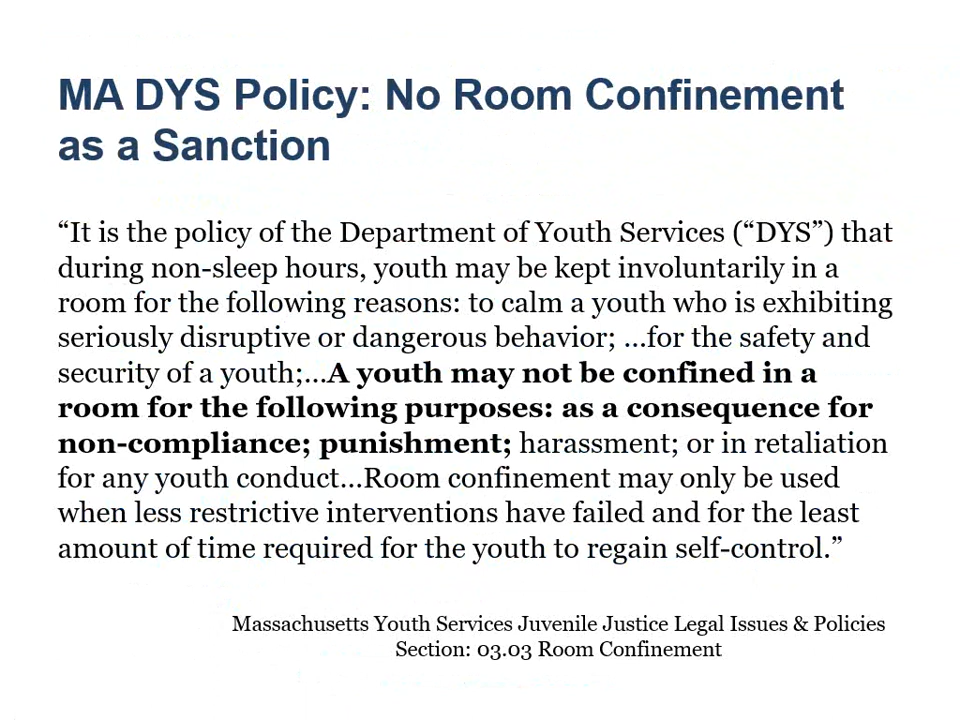 MA DYS Policy: No Room Confinement
as a Sanction
“It is the policy of the Department of Youth Services (“DYS”) that
during non-sleep hours, youth may be kept involuntarily in a
room for the following reasons: to calm a youth who is exhibiting
seriously disruptive or dangerous behavior; …for the safety and
security of a youth;…A youth may not be confined in a
room for the following purposes: as a consequence for
non-compliance; punishment; harassment; or in retaliation
for any youth conduct…Room confinement may only be used
when less restrictive interventions have failed and for the least
amount of time required for the youth to regain self-control.”
Massachusetts Youth Services Juvenile Justice Legal Issues & Policies
Section: 03.03 Room Confinement